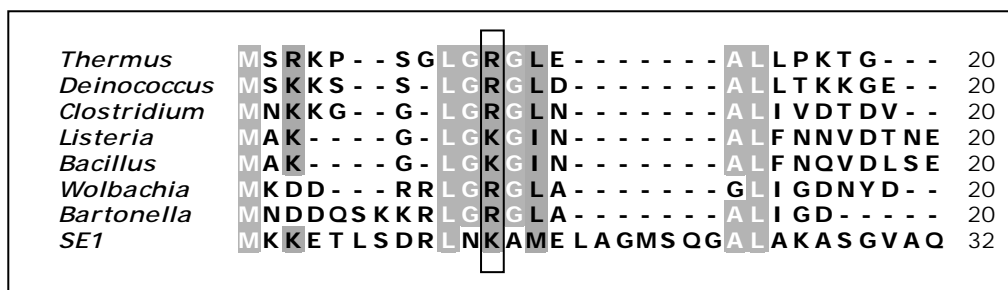 Thermus MSRKP--SGLGRGLE-------ALLPKTG--- 20
Deinococcus MSKKS--S-LGRGLD-------ALLTKKGE-- 20
Clostridium MNKKG--G-LGRGLN-------ALIVDTDV-- 20
Listeria MAK----G-LGKGIN-------ALFNNVDTNE 20
Bacillus MAK----G-LGKGIN-------ALFNQVDLSE 20
Wolbachia MKDD---RRLGRGLA-------GLIGDNYD-- 20
Bartonella MNDDQSKKRLGRGLA-------ALIGD----- 20
SE1 MKKETLSDRLNKAMELAGMSQGALAKASGVAQ 32